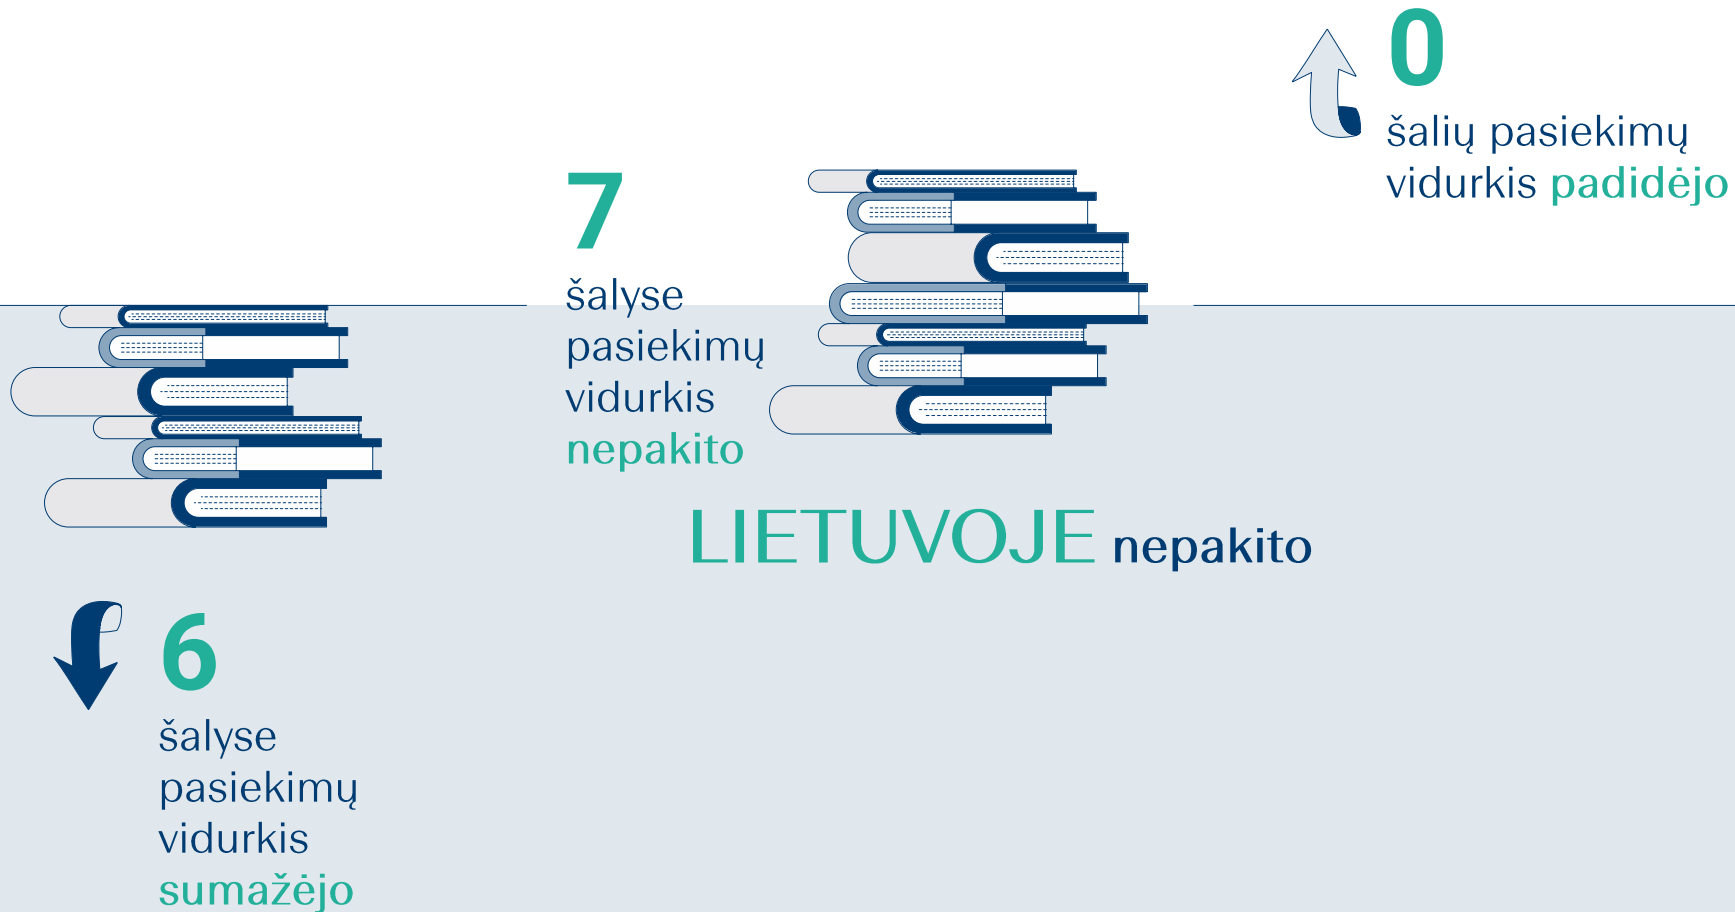 0
šalių pasiekimų
vidurkis padidėjo
7
šalyse
pasiekimų
vidurkis
nepakito
LIETUVOJE nepakito
6
šalyse
pasiekimų
vidurkis
sumažėjo